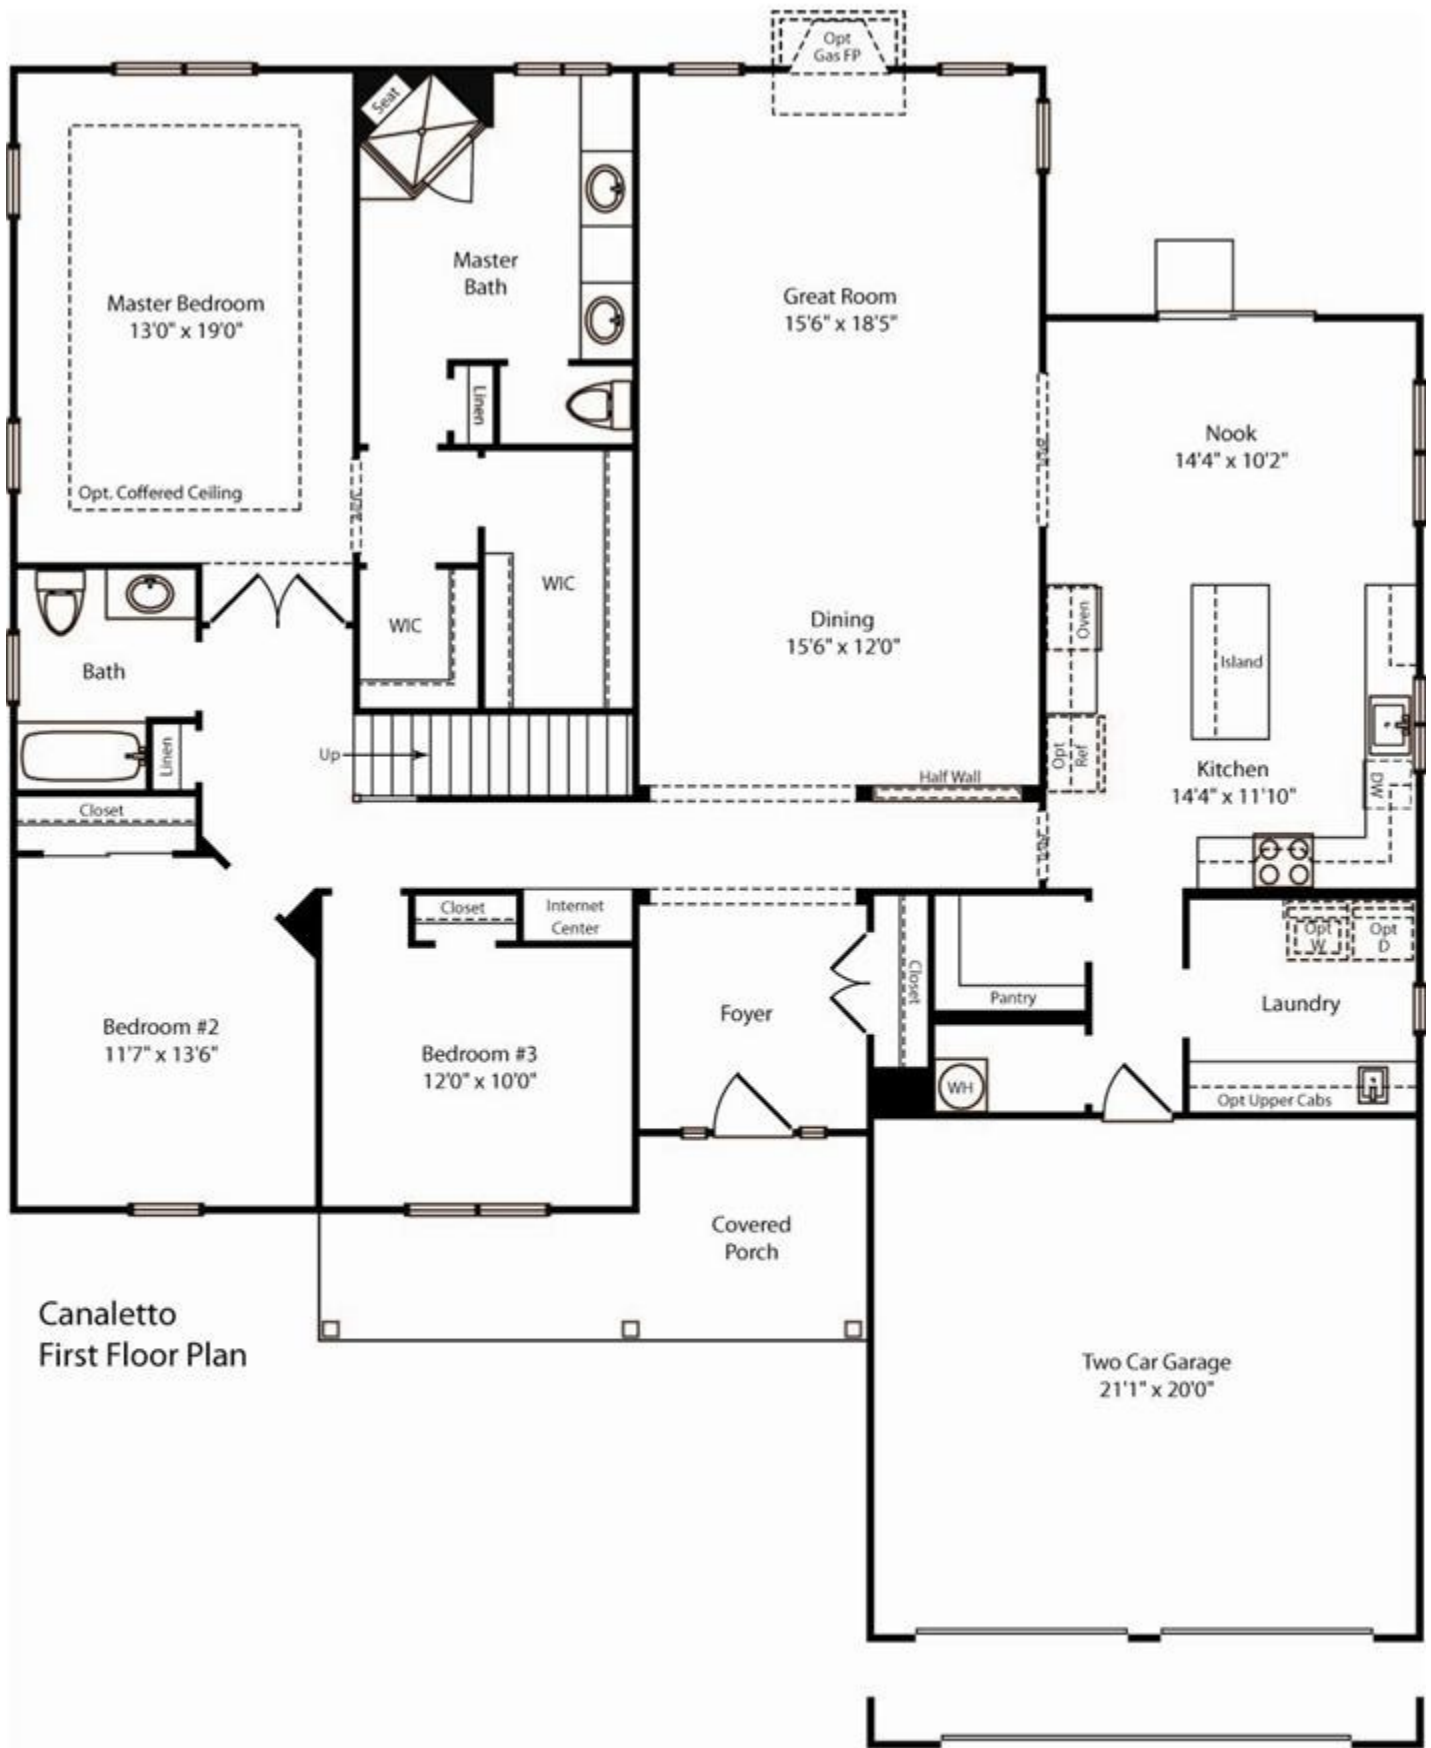 Opt
Gas FP
Seat
Master
Bath
Master Bedroom
13'0" x 19'0"
Great Room
15'6" x 18'5"
Linen
Nook
14'4" x 10'2"
Opt. Coffered Ceiling
WIC
WIC
Dining
15'6" x 12'0"
Oven
Island
Bath
Up
Linen
Opt
Ref
Kitchen
14'4" x 11'10"
Half Wall
DW
Closet
Closet
Internet
Center
Opt
W
Opt
D
Closet
Pantry
Laundry
Foyer
Bedroom #2
11'7" x 13'6"
Bedroom #3
12'0" x 10'0"
WH
Opt Upper Cabs
Covered
Porch
Canaletto
First Floor Plan
Two Car Garage
21'1" x 20'0"